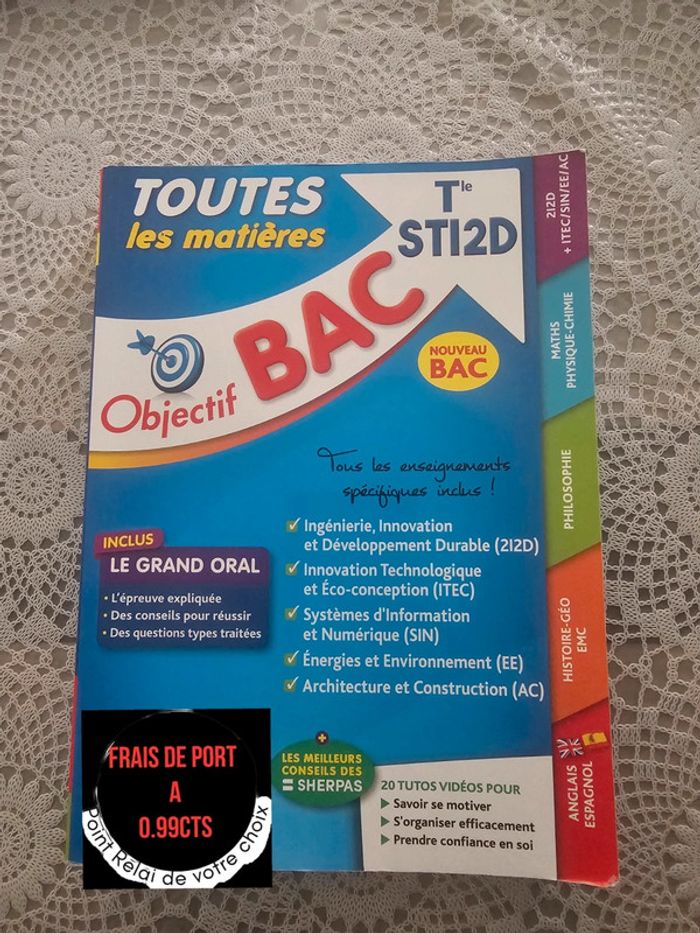 TOUTES
les matières
Tle
STI2D
Objectif BAC
NOUVEAU
BAC
2I2D
+ ITEC/SIN/EE/AC
MATHS
PHYSIQUE-CHIMIE
PHILOSOPHIE
HISTOIRE-GÉO
EMC
ANGLAIS
ESPAGNOL
Tous les enseignements
spécifiques inclus !
Ingénierie, Innovation
et Développement Durable (2I2D)
Innovation Technologique
et Éco-conception (ITEC)
Systèmes d'Information
et Numérique (SIN)
Énergies et Environnement (EE)
Architecture et Construction (AC)
INCLUS
LE GRAND ORAL
• L'épreuve expliquée
• Des conseils pour réussir
• Des questions types traitées
+
LES MEILLEURS
CONSEILS DES
SHERPAS
20 TUTOS VIDÉOS POUR
Savoir se motiver
S'organiser efficacement
Prendre confiance en soi
FRAIS DE PORT
A
0.99CTS
Point Rélai de votre choix